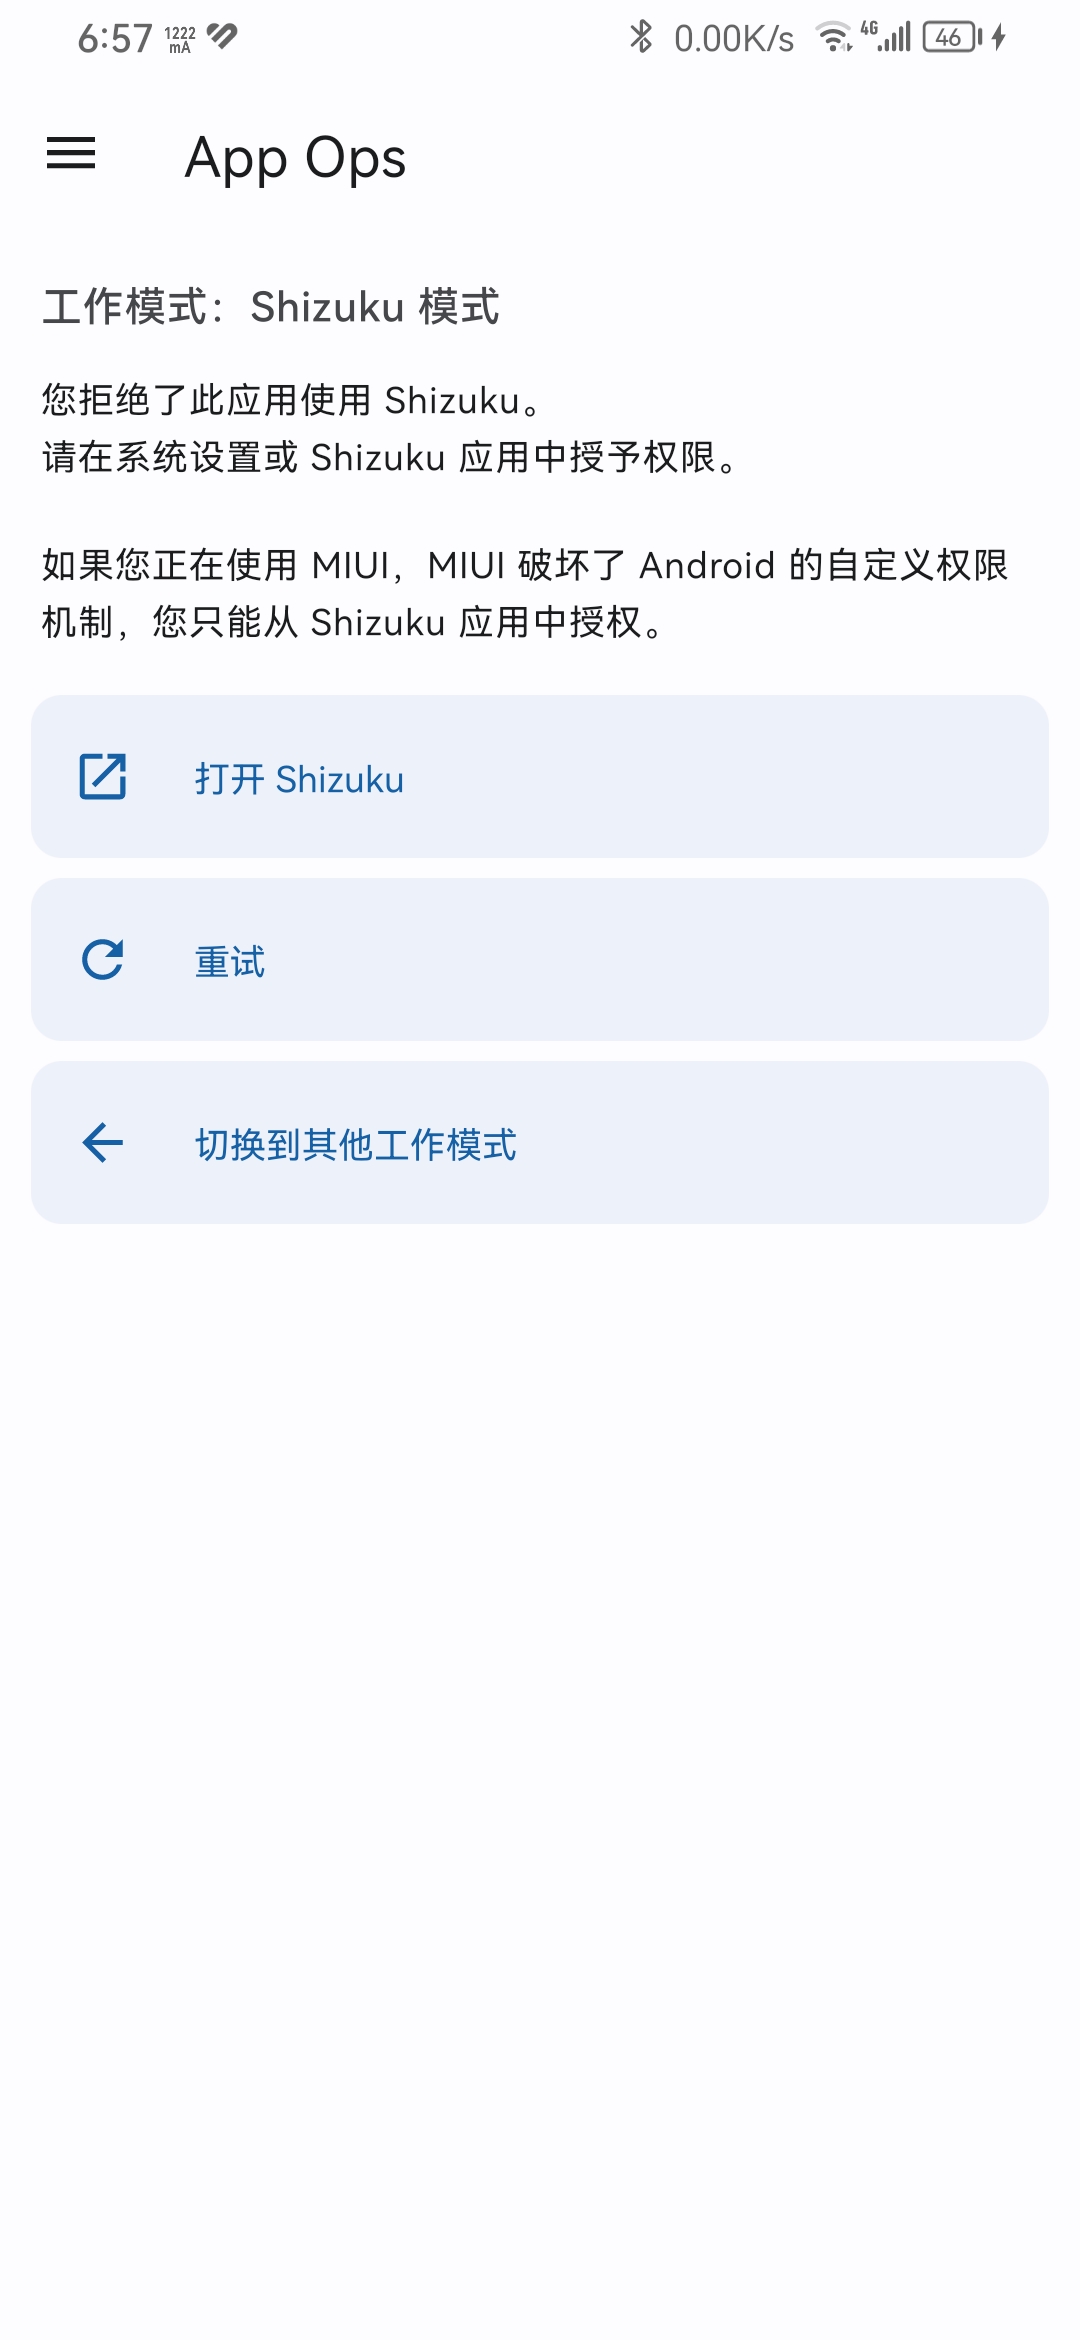 6:57 1222 mA 0.00K/s 4G 46
App Ops
工作模式：Shizuku 模式
您拒绝了此应用使用 Shizuku。
请在系统设置或 Shizuku 应用中授予权限。
如果您正在使用 MIUI，MIUI 破坏了 Android 的自定义权限
机制，您只能从 Shizuku 应用中授权。
打开 Shizuku
重试
切换到其他工作模式